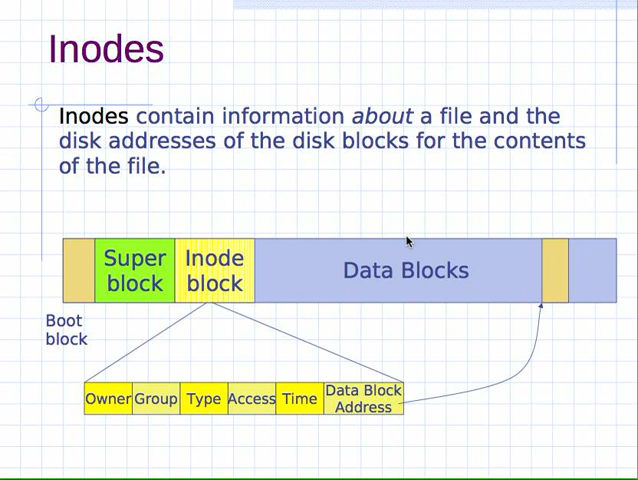 Inodes
Inodes contain information about a file and the
disk addresses of the disk blocks for the contents
of the file.
Super
block
Inode
block
Data Blocks
Boot
block
Owner
Group
Type
Access
Time
Data Block
Address